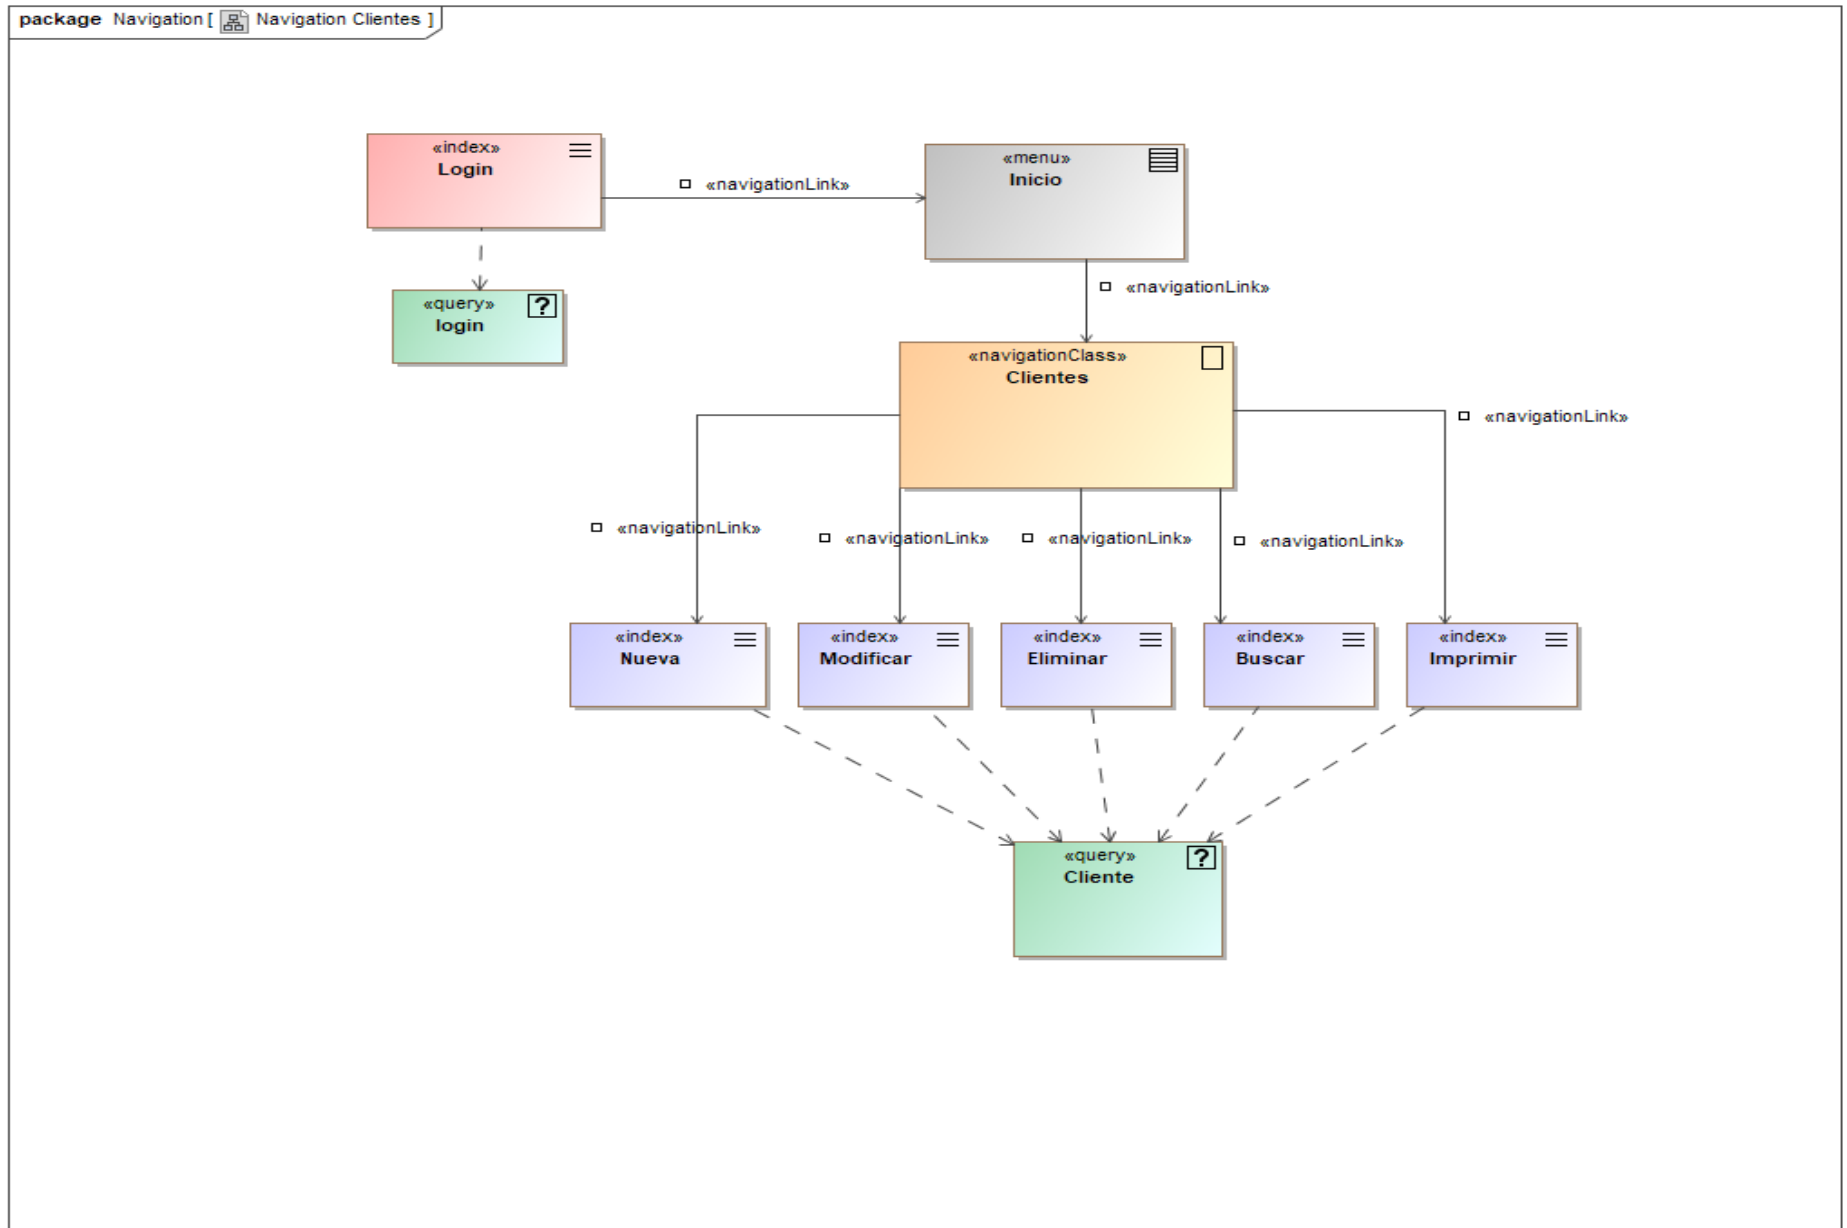 package Navigation [ Navigation Clientes ]
«index»
Login
«navigationLink»
«menu»
Inicio
«query»
login
«navigationLink»
«navigationClass»
Clientes
«navigationLink»
«navigationLink»
«navigationLink»
«navigationLink»
«navigationLink»
«index»
Nueva
«index»
Modificar
«index»
Eliminar
«index»
Buscar
«index»
Imprimir
«query»
Cliente